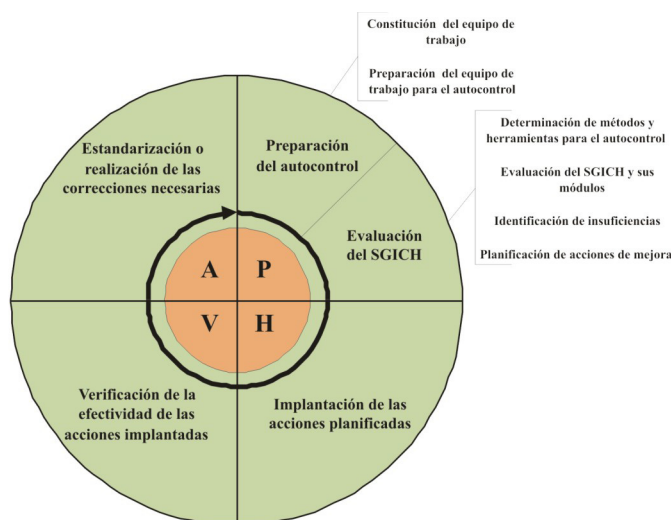 Constitución del equipo de
trabajo
Preparación del equipo de
trabajo para el autocontrol
Determinación de métodos y
herramientas para el autocontrol
Evaluación del SGICH y sus
módulos
Identificación de insuficiencias
Planificación de acciones de mejora
Estandarización o
realización de las
correcciones necesarias
Preparación
del autocontrol
Evaluación
del SGICH
A P
V H
Verificación de la
efectividad de las
acciones implantadas
Implantación de las
acciones planificadas